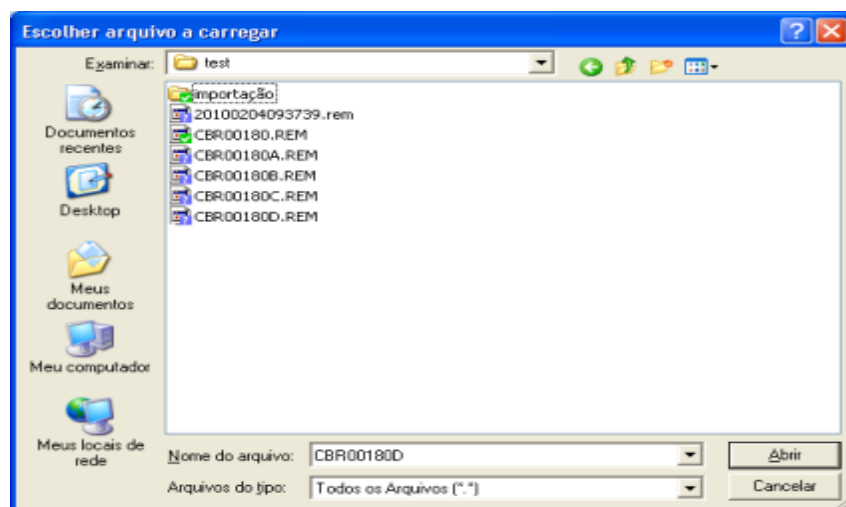 Escolher arquivo a carregar
Examinar: test
Documentos
recentes
Desktop
Meus
documentos
Meu computador
Meus locais de
rede
importação
20100204093739.rem
CBR00180.REM
CBR00180A.REM
CBR00180B.REM
CBR00180C.REM
CBR00180D.REM
Nome do arquivo: CBR00180D Abrir
Arquivos do tipo: Todos os Arquivos (*.*) Cancelar